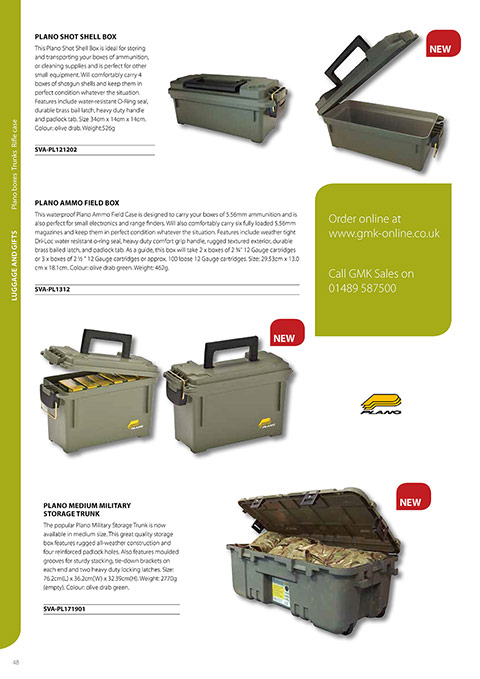 PLANO SHOT SHELL BOX
This Plano Shot Shell Box is ideal for storing
and transporting your boxes of ammunition,
or cleaning supplies and is perfect for other
small equipment. Will comfortably carry 4
boxes of shotgun shells and keep them in
perfect condition whatever the situation.
Features include water-resistant O-Ring seal,
durable brass bail latch, heavy duty handle
and padlock tab. Size 34cm x 14cm x 14cm.
Colour: olive drab. Weight:526g
SVA-PL121202
NEW
PLANO AMMO FIELD BOX
This waterproof Plano Ammo Field Case is designed to carry your boxes of 5.56mm ammunition and is
also perfect for small electronics and range finders. Will also comfortably carry six fully loaded 5.56mm
magazines and keep them in perfect condition whatever the situation. Features include weather tight
Dri-Loc water resistant o-ring seal, heavy duty comfort grip handle, rugged textured exterior, durable
brass bailed latch, and padlock tab. As a guide, this box will take 2 x boxes of 2 ¾" 12 Gauge cartridges
or 3 x boxes of 2 ½ " 12 Gauge cartridges or approx. 100 loose 12 Gauge cartridges. Size: 29.53cm x 13.0
cm x 18.1cm. Colour: olive drab green. Weight: 462g.
SVA-PL1312
Order online at
www.gmk-online.co.uk
Call GMK Sales on
01489 587500
NEW
PLANO
PLANO
PLANO
PLANO MEDIUM MILITARY
STORAGE TRUNK
The popular Plano Military Storage Trunk is now
available in medium size. This great quality storage
box features rugged all-weather construction and
four reinforced padlock holes. Also features moulded
grooves for sturdy stacking, tie-down brackets on
each end and two heavy duty locking latches. Size:
76.2cm(L) x 36.2cm(W) x 32.39cm(H). Weight: 2770g
(empty). Colour: olive drab green.
SVA-PL171901
NEW
LUGGAGE AND GIFTS Plano boxes Trunks Rifle case
48